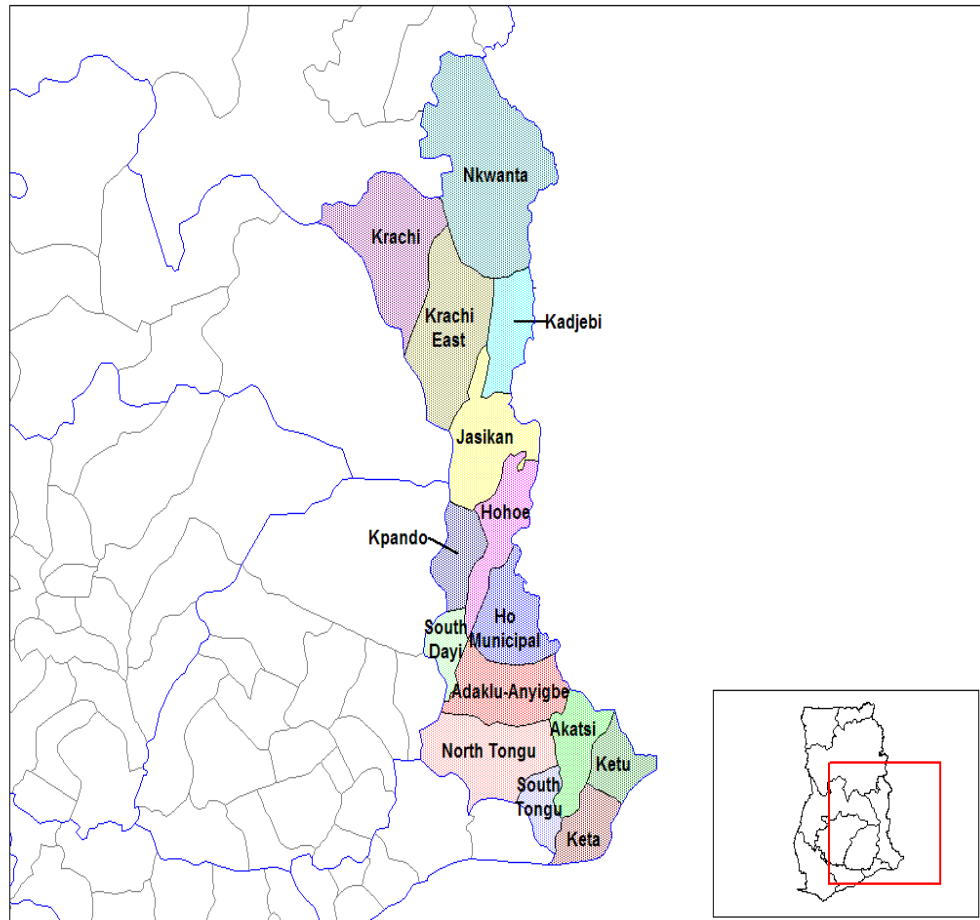 Nkwanta
Krachi
Krachi
East
Kadjebi
Jasikan
Hohoe
Kpando
Ho
Municipal
South
Dayi
Adaklu-Anyigbe
Akatsi
North Tongu
Ketu
South
Tongu
Keta